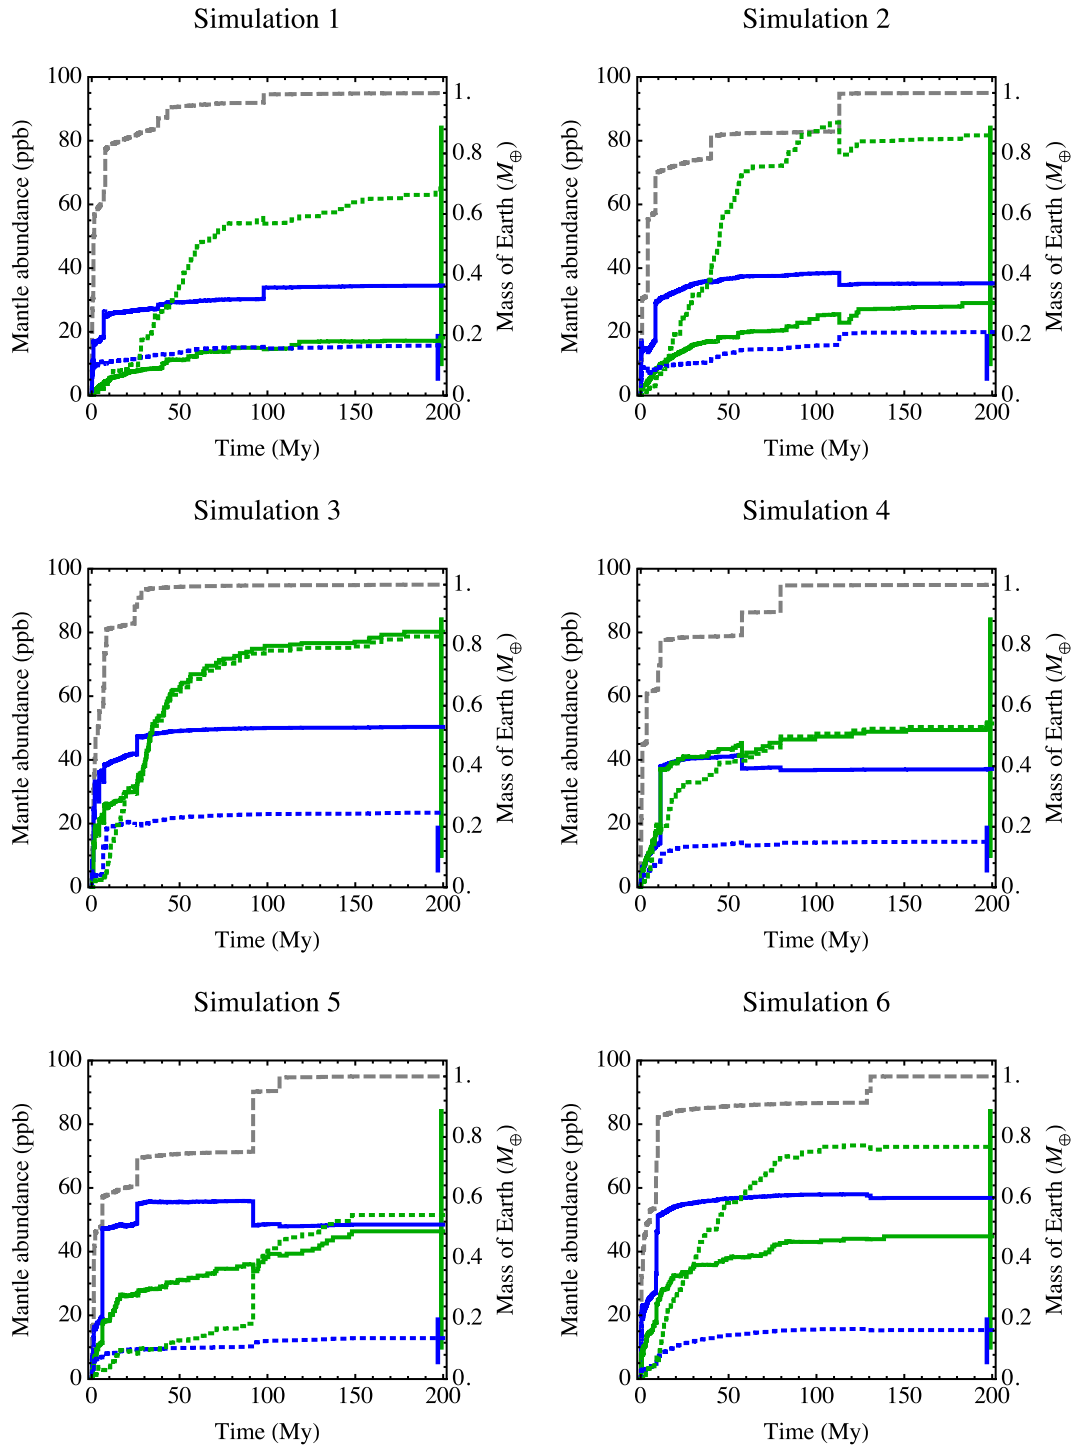 Simulation 1
Simulation 2
100
80
60
40
20
0
Mantle abundance (ppb)
1.
0.8
0.6
0.4
0.2
0.
Mass of Earth (M⊕)
0 50 100 150 200
Time (My)
100
80
60
40
20
0
Mantle abundance (ppb)
1.
0.8
0.6
0.4
0.2
0.
Mass of Earth (M⊕)
0 50 100 150 200
Time (My)
Simulation 3
Simulation 4
100
80
60
40
20
0
Mantle abundance (ppb)
1.
0.8
0.6
0.4
0.2
0.
Mass of Earth (M⊕)
0 50 100 150 200
Time (My)
100
80
60
40
20
0
Mantle abundance (ppb)
1.
0.8
0.6
0.4
0.2
0.
Mass of Earth (M⊕)
0 50 100 150 200
Time (My)
Simulation 5
Simulation 6
100
80
60
40
20
0
Mantle abundance (ppb)
1.
0.8
0.6
0.4
0.2
0.
Mass of Earth (M⊕)
0 50 100 150 200
Time (My)
100
80
60
40
20
0
Mantle abundance (ppb)
1.
0.8
0.6
0.4
0.2
0.
Mass of Earth (M⊕)
0 50 100 150 200
Time (My)